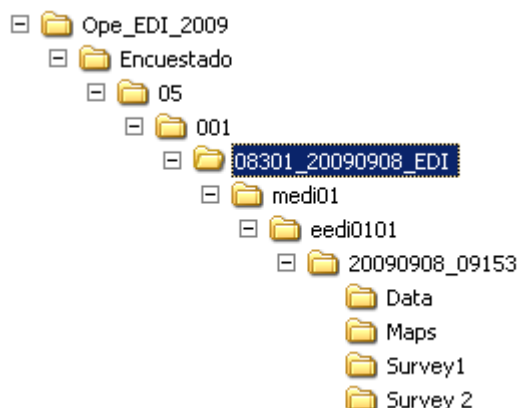 Ope_EDI_2009
Encuestado
05
001
08301_20090908_EDI
medi01
eedi0101
20090908_09153
Data
Maps
Survey1
Survey 2